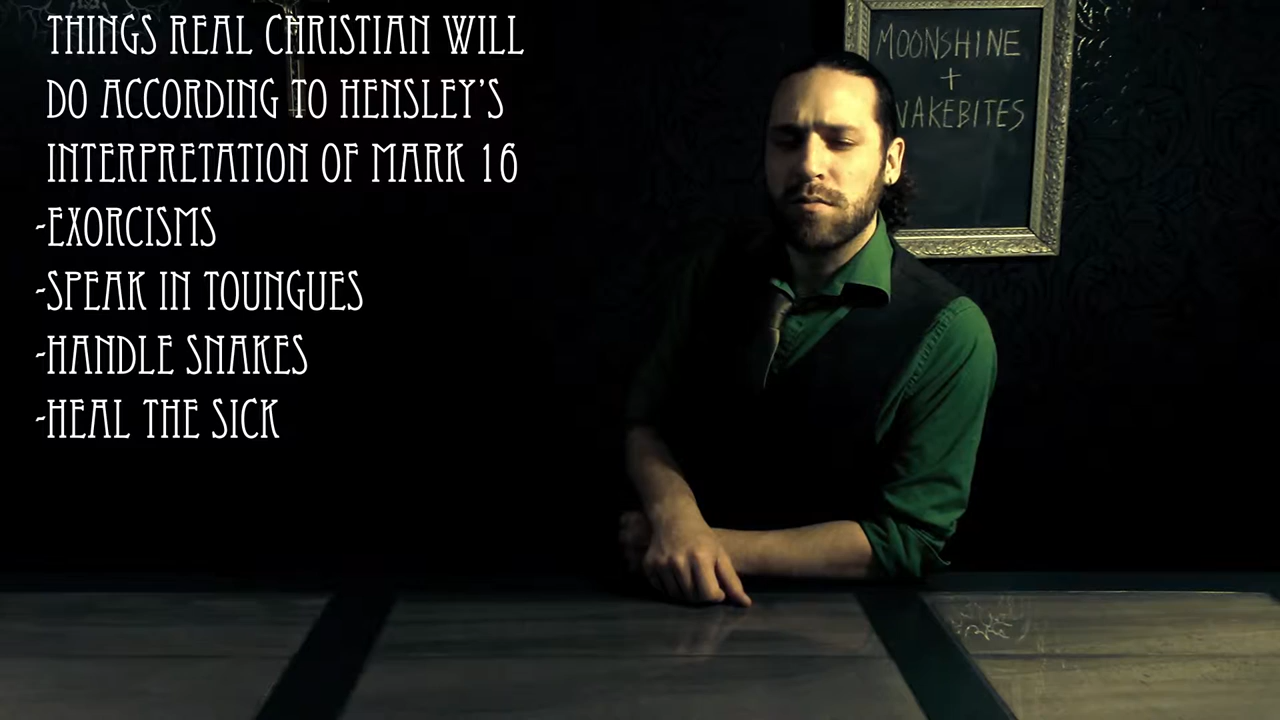 THINGS REAL CHRISTIAN WILL
DO ACCORDING TO HENSLEY'S
INTERPRETATION OF MARK 16
-EXORCISMS
-SPEAK IN TOUNGUES
-HANDLE SNAKES
-HEAL THE SICK
MOONSHINE
+
NAKEBITES